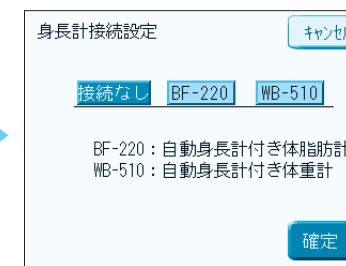 身長計接続設定 キャンセル
接続なし BF-220 WB-510
BF-220:自動身長計付き体脂肪計
WB-510:自動身長計付き体重計
確定